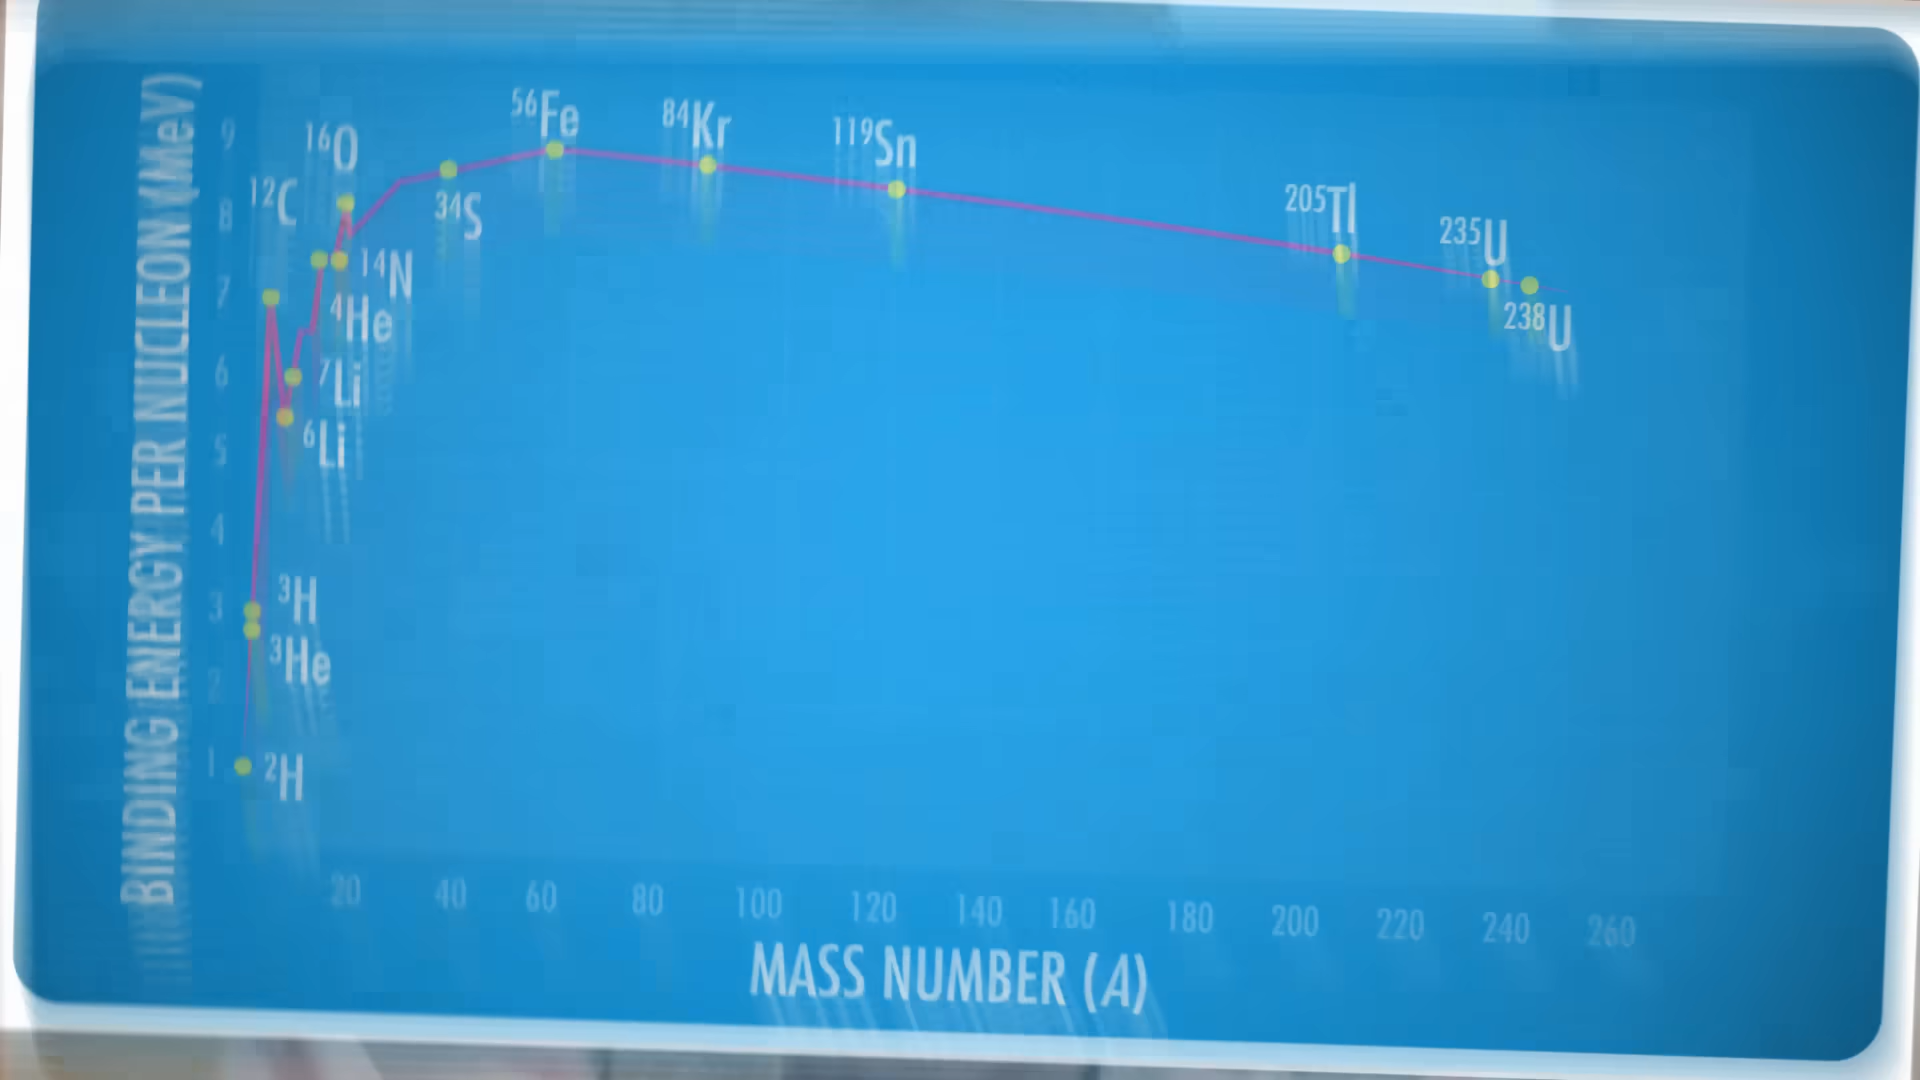 BINDING ENERGY PER NUCLEON (MeV)
9
8
7
6
5
4
3
2
1
56Fe
84Kr
119Sn
16O
12C
34S
205Tl
235U
14N
4He
238U
7Li
6Li
3H
3He
2H
20 40 60 80 100 120 140 160 180 200 220 240 260
MASS NUMBER (A)